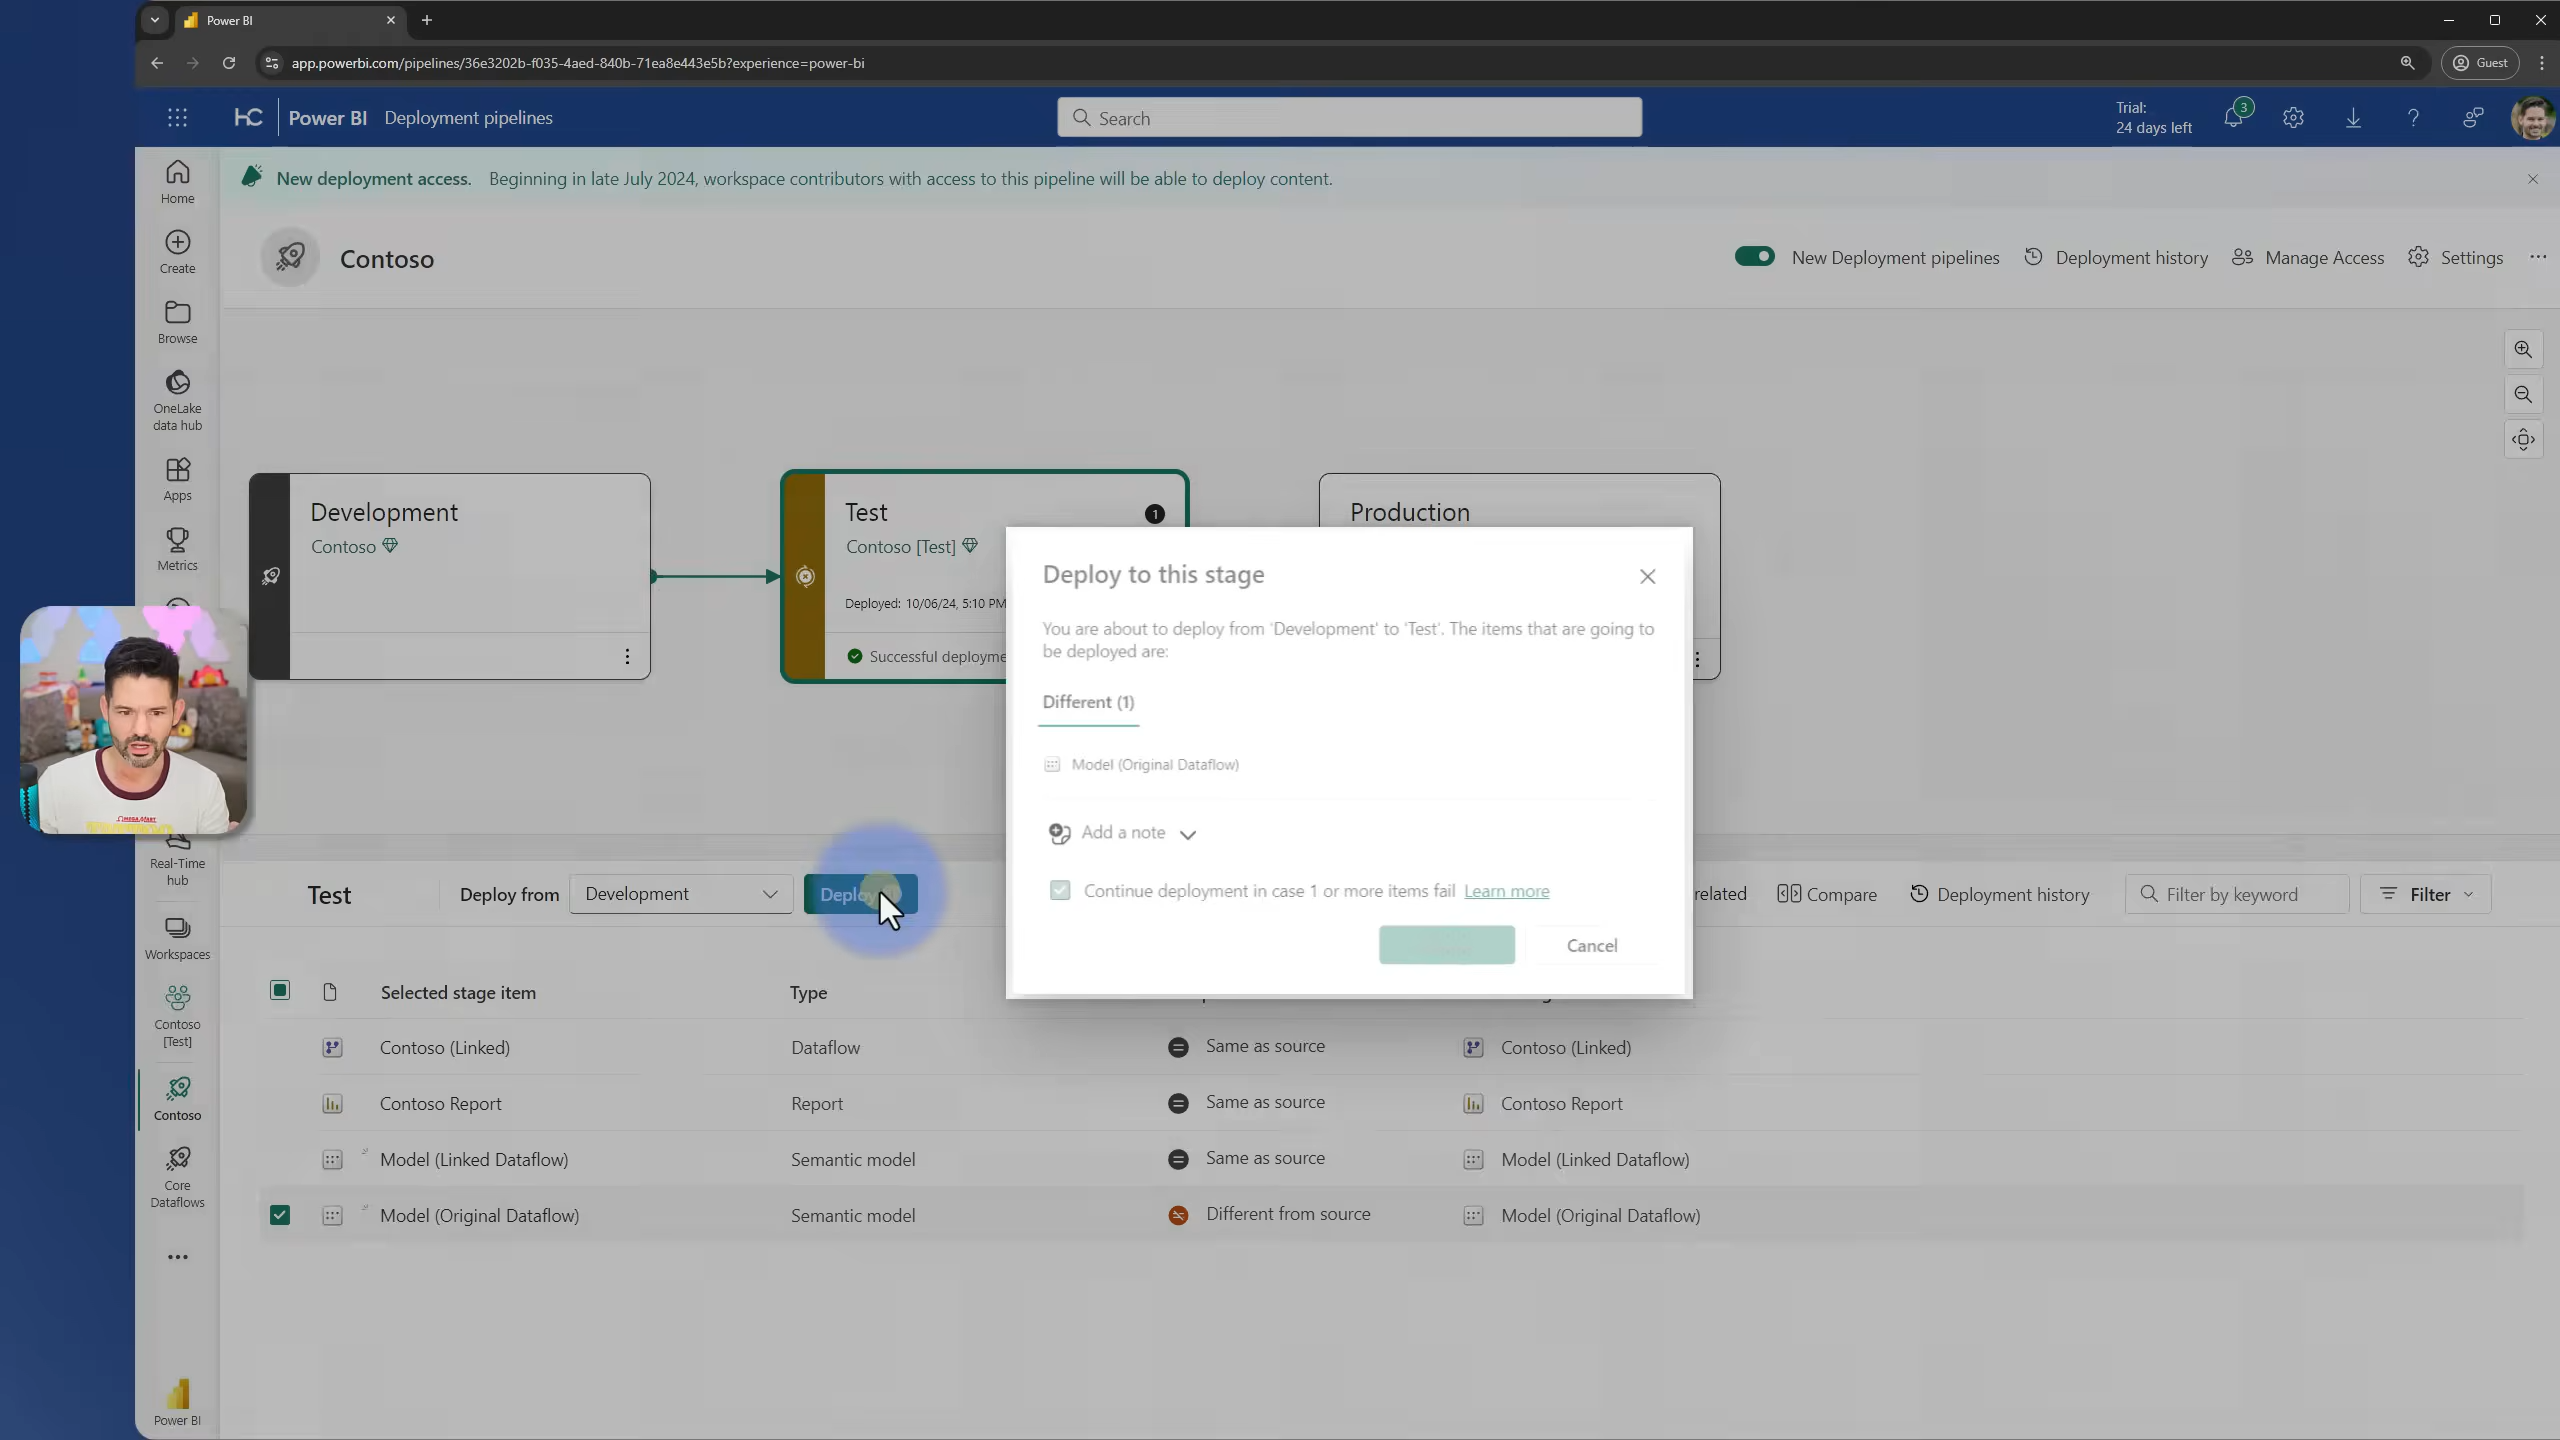 Power BI
app.powerbi.com/pipelines/36e3202b-f035-4aed-840b-71ea8e443e5b?experience=power-bi
Guest
HC
Power BI
Deployment pipelines
Search
Trial:
24 days left
3
New deployment access. Beginning in late July 2024, workspace contributors with access to this pipeline will be able to deploy content.
Home
Create
Browse
OneLake
data hub
Apps
Metrics
Real-Time
hub
Workspaces
Contoso
[Test]
Contoso
Core
Dataflows
Power BI
Contoso
New Deployment pipelines
Deployment history
Manage Access
Settings
Development
Contoso
Test
1
Contoso [Test]
Deployed: 10/06/24, 5:10 PM
Successful deployme
Production
Deploy to this stage
You are about to deploy from 'Development' to 'Test'. The items that are going to
be deployed are:
Different (1)
Model (Original Dataflow)
Add a note
Continue deployment in case 1 or more items fail Learn more
Cancel
Test
Deploy from
Development
Deploy
related
Compare
Deployment history
Filter by keyword
Filter
Selected stage item
Type
Contoso (Linked)
Dataflow
Same as source
Contoso (Linked)
Contoso Report
Report
Same as source
Contoso Report
Model (Linked Dataflow)
Semantic model
Same as source
Model (Linked Dataflow)
Model (Original Dataflow)
Semantic model
Different from source
Model (Original Dataflow)